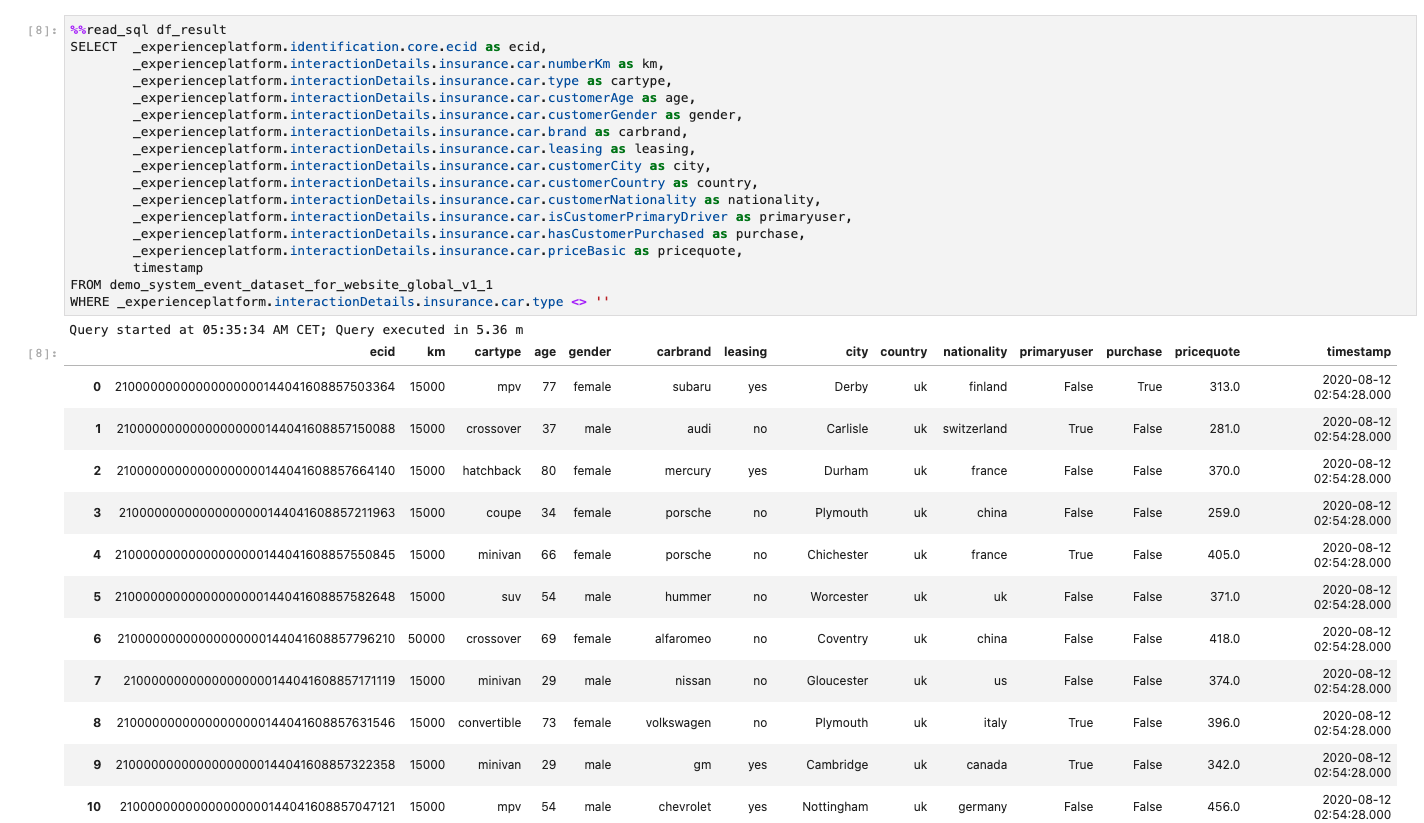 [8]: %%read_sql df_result
SELECT _experienceplatform.identification.core.ecid as ecid,
_experienceplatform.interactionDetails.insurance.car.numberKm as km,
_experienceplatform.interactionDetails.insurance.car.type as cartype,
_experienceplatform.interactionDetails.insurance.car.customerAge as age,
_experienceplatform.interactionDetails.insurance.car.customerGender as gender,
_experienceplatform.interactionDetails.insurance.car.brand as carbrand,
_experienceplatform.interactionDetails.insurance.car.leasing as leasing,
_experienceplatform.interactionDetails.insurance.car.customerCity as city,
_experienceplatform.interactionDetails.insurance.car.customerCountry as country,
_experienceplatform.interactionDetails.insurance.car.customerNationality as nationality,
_experienceplatform.interactionDetails.insurance.car.isCustomerPrimaryDriver as primaryuser,
_experienceplatform.interactionDetails.insurance.car.hasCustomerPurchased as purchase,
_experienceplatform.interactionDetails.insurance.car.priceBasic as pricequote,
timestamp
FROM demo_system_event_dataset_for_website_global_v1_1
WHERE _experienceplatform.interactionDetails.insurance.car.type <> ''
Query started at 05:35:34 AM CET; Query executed in 5.36 m
[8]: ecid km cartype age gender carbrand leasing city country nationality primaryuser purchase pricequote timestamp
0 21000000000000000000144041608857503364 15000 mpv 77 female subaru yes Derby uk finland False True 313.0 2020-08-12
02:54:28.000
1 21000000000000000000144041608857150088 15000 crossover 37 male audi no Carlisle uk switzerland True False 281.0 2020-08-12
02:54:28.000
2 21000000000000000000144041608857664140 15000 hatchback 80 female mercury yes Durham uk france False False 370.0 2020-08-12
02:54:28.000
3 21000000000000000000144041608857211963 15000 coupe 34 female porsche no Plymouth uk china False False 259.0 2020-08-12
02:54:28.000
4 21000000000000000000144041608857550845 15000 minivan 66 female porsche no Chichester uk france True False 405.0 2020-08-12
02:54:28.000
5 21000000000000000000144041608857582648 15000 suv 54 male hummer no Worcester uk uk False False 371.0 2020-08-12
02:54:28.000
6 21000000000000000000144041608857796210 50000 crossover 69 female alfaromeo no Coventry uk china False False 418.0 2020-08-12
02:54:28.000
7 21000000000000000000144041608857171119 15000 minivan 29 male nissan no Gloucester uk us False False 374.0 2020-08-12
02:54:28.000
8 21000000000000000000144041608857631546 15000 convertible 73 female volkswagen no Plymouth uk italy True False 396.0 2020-08-12
02:54:28.000
9 21000000000000000000144041608857322358 15000 minivan 29 male gm yes Cambridge uk canada True False 342.0 2020-08-12
02:54:28.000
10 21000000000000000000144041608857047121 15000 mpv 54 male chevrolet yes Nottingham uk germany False False 456.0 2020-08-12
02:54:28.000